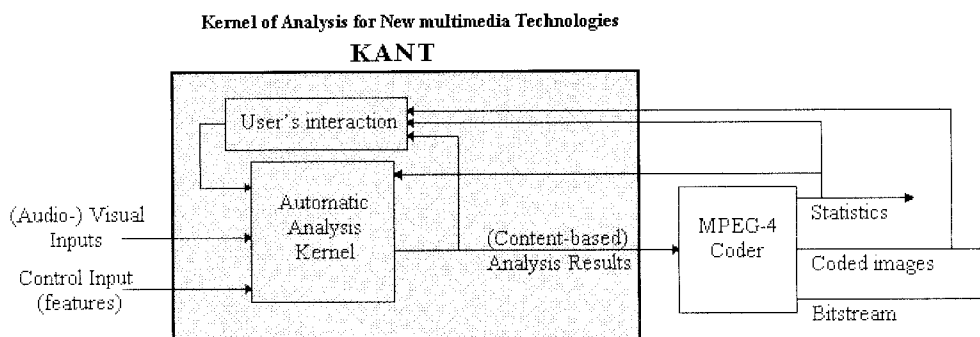 Kernel of Analysis for New multimedia Technologies
KANT
User's interaction
(Audio-) Visual
Inputs
Control Input
(features)
Automatic
Analysis
Kernel
(Content-based)
Analysis Results
MPEG-4
Coder
Statistics
Coded images
Bitstream